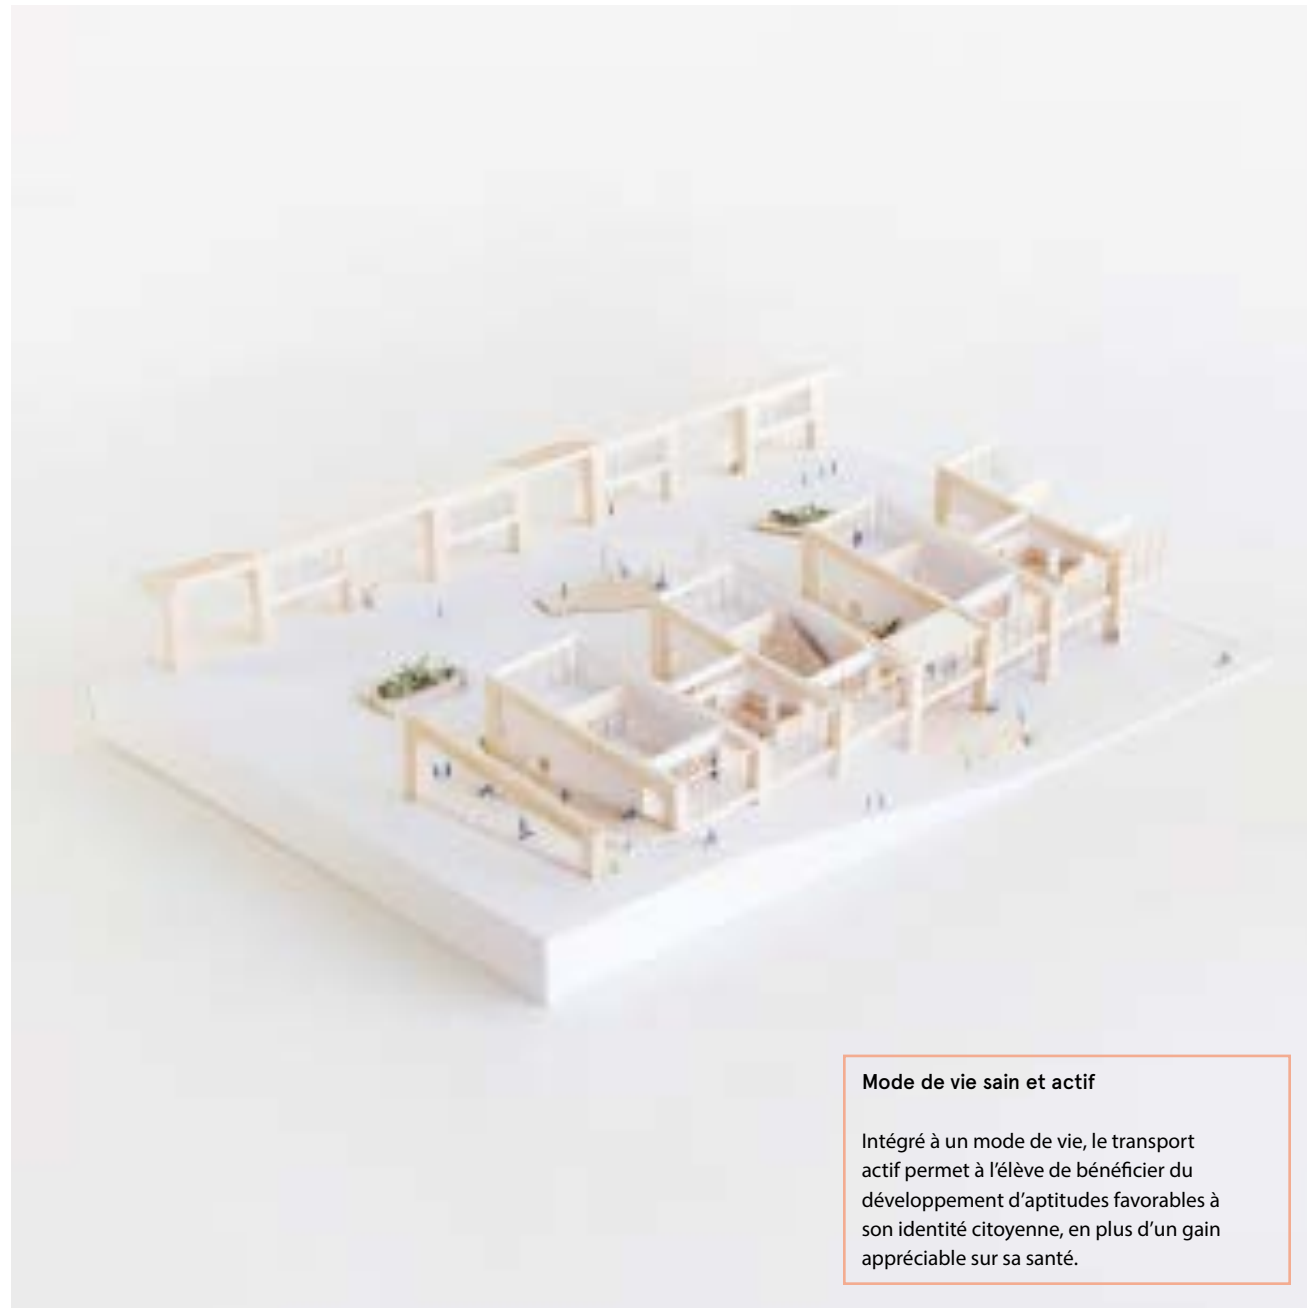 Mode de vie sain et actif
Intégré à un mode de vie, le transport
actif permet à l’élève de bénéficier du
développement d’aptitudes favorables à
son identité citoyenne, en plus d’un gain
appréciable sur sa santé.